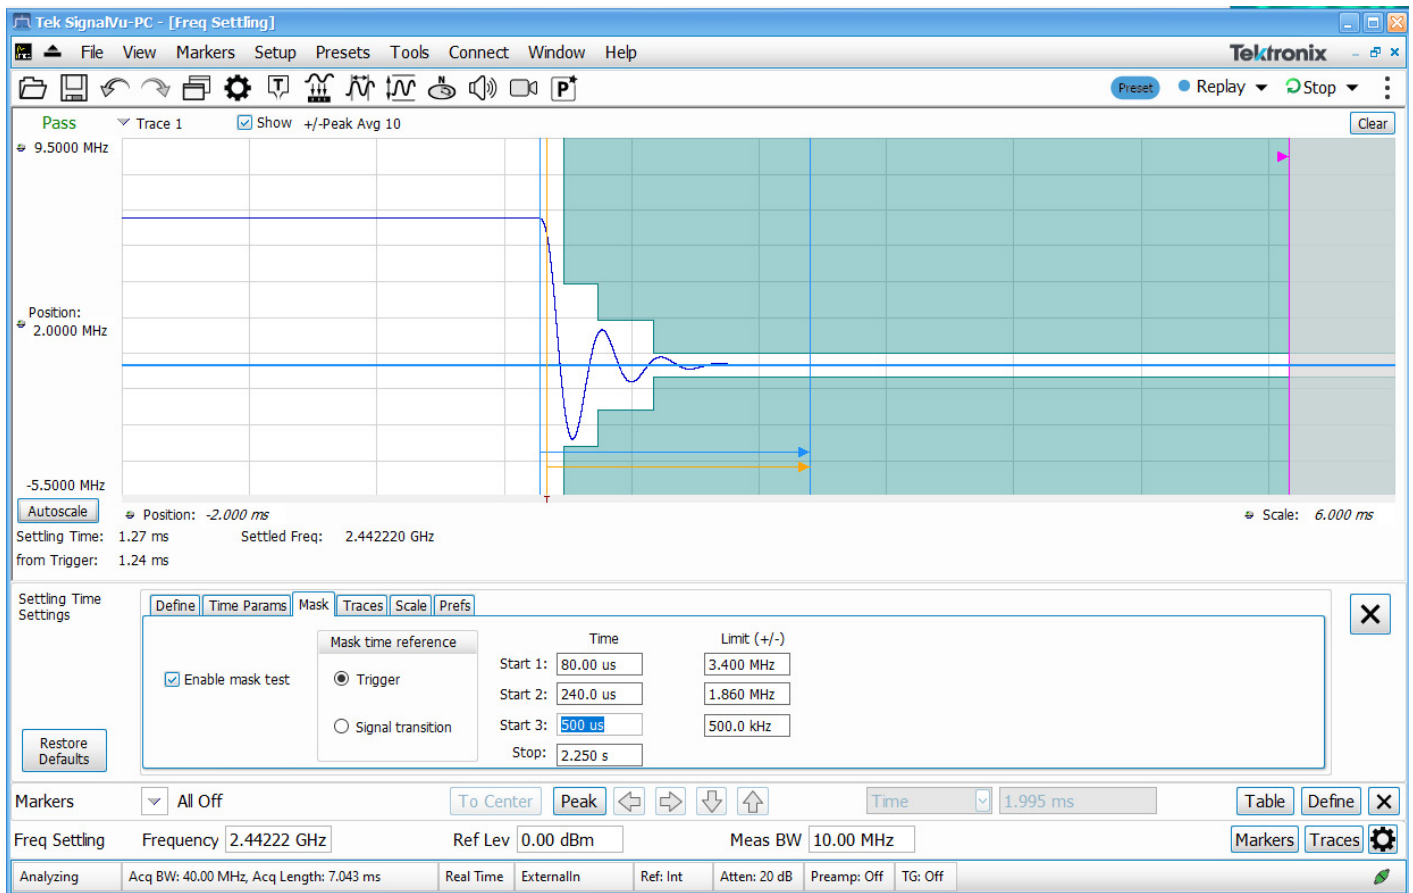 Tek SignalVu-PC - [Freq Settling]
File View Markers Setup Presets Tools Connect Window Help Tektronix
T N P Preset Replay Stop
Pass Trace 1 Show +/-Peak Avg 10 Clear
9.5000 MHz
Position:
2.0000 MHz
-5.5000 MHz
T
Autoscale Position: -2.000 ms Scale: 6.000 ms
Settling Time: 1.27 ms Settled Freq: 2.442220 GHz
from Trigger: 1.24 ms
Settling Time
Settings
Define Time Params Mask Traces Scale Prefs
Mask time reference Time Limit (+/-)
Start 1: 80.00 us 3.400 MHz
Enable mask test Trigger
Start 2: 240.0 us 1.860 MHz
Signal transition Start 3: 500 us 500.0 kHz
Stop: 2.250 s
Restore
Defaults
Markers All Off To Center Peak Time 1.995 ms Table Define
Freq Settling Frequency 2.44222 GHz Ref Lev 0.00 dBm Meas BW 10.00 MHz Markers Traces
Analyzing Acq BW: 40.00 MHz, Acq Length: 7.043 ms Real Time ExternalIn Ref: Int Atten: 20 dB Preamp: Off TG: Off